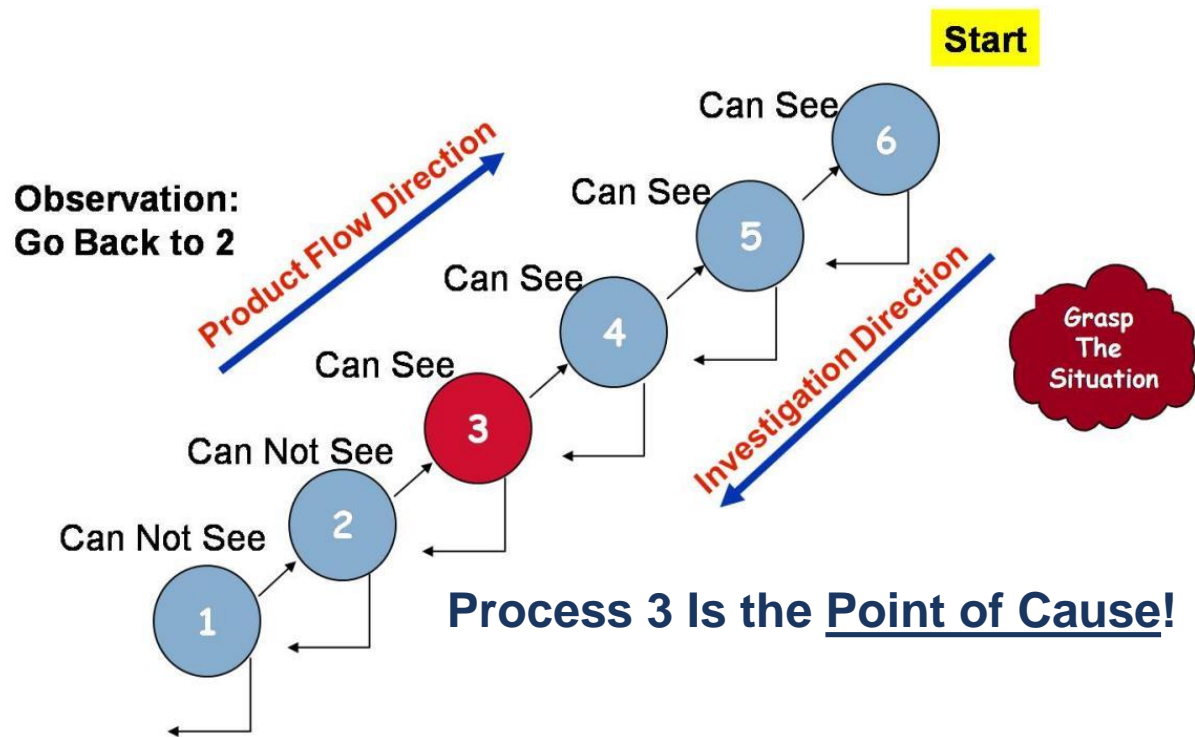 Start
Can See
6
Can See
5
Product Flow Direction
Observation:
Go Back to 2
Can See
4
Investigation Direction
Grasp
The
Situation
Can See
3
Can Not See
2
Can Not See
1
Process 3 Is the Point of Cause!